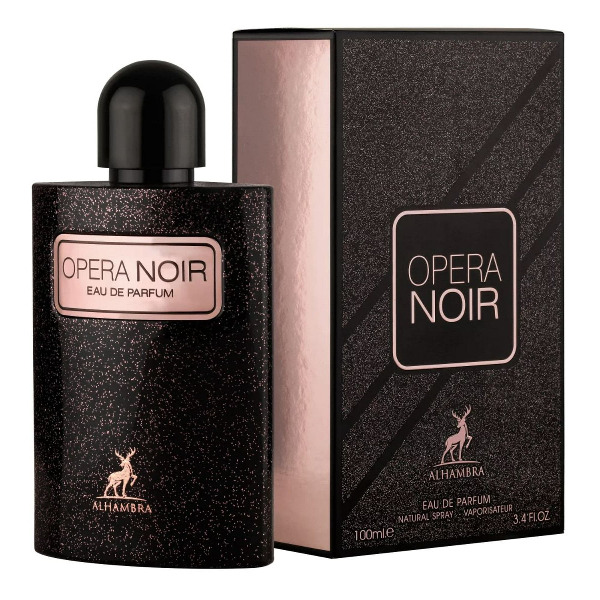 OPERA NOIR
EAU DE PARFUM
ALHAMBRA
OPERA
NOIR
ALHAMBRA
EAU DE PARFUM
NATURAL SPRAY - VAPORISATEUR
100ml.e 3.4 Fl.OZ